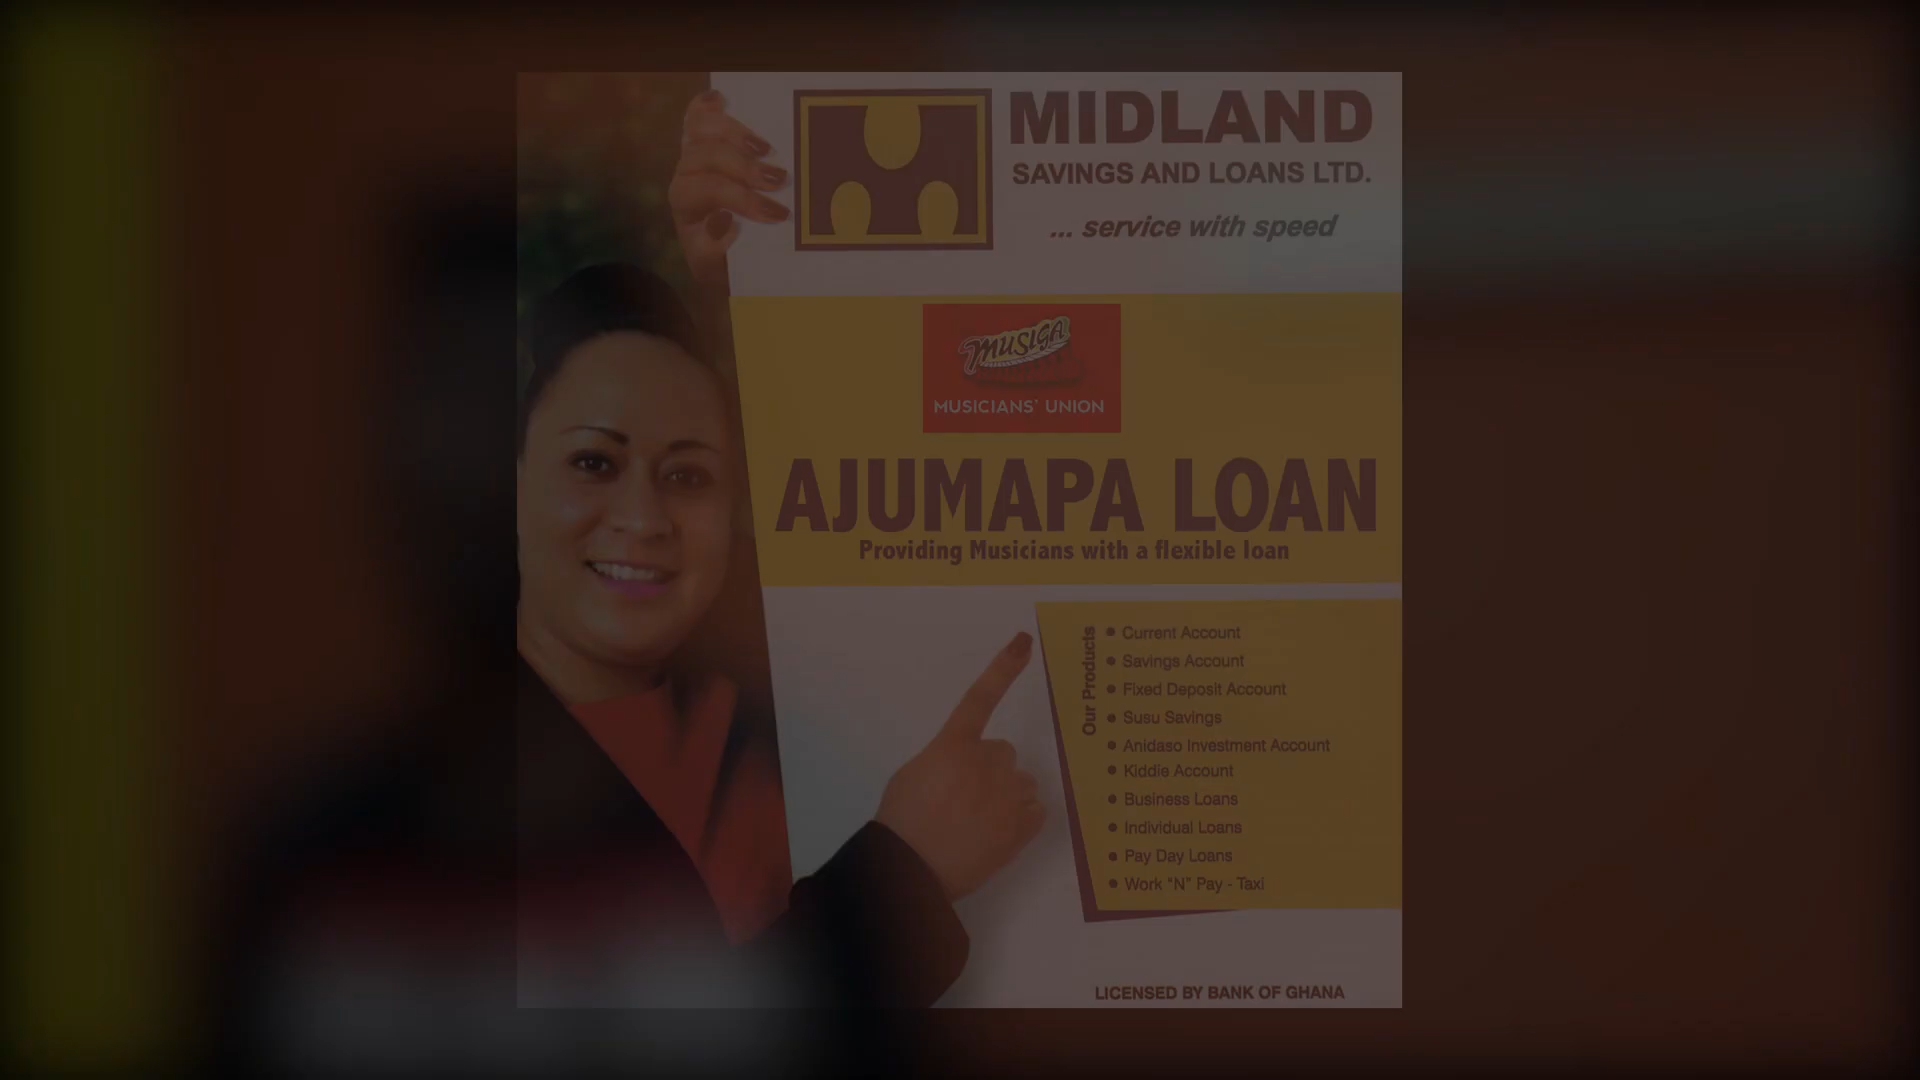 MIDLAND
SAVINGS AND LOANS LTD.
... service with speed
MUSIGA
MUSICIANS' UNION
AJUMAPA LOAN
Providing Musicians with a flexible loan
Our Products
• Current Account
• Savings Account
• Fixed Deposit Account
• Susu Savings
• Anidaso Investment Account
• Kiddie Account
• Business Loans
• Individual Loans
• Pay Day Loans
• Work “N” Pay - Taxi
LICENSED BY BANK OF GHANA